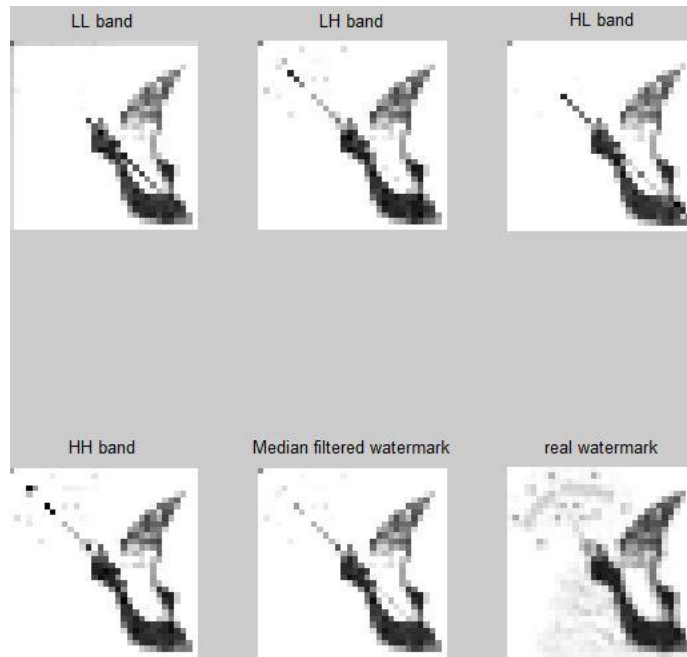 LL band
LH band
HL band
HH band
Median filtered watermark
real watermark